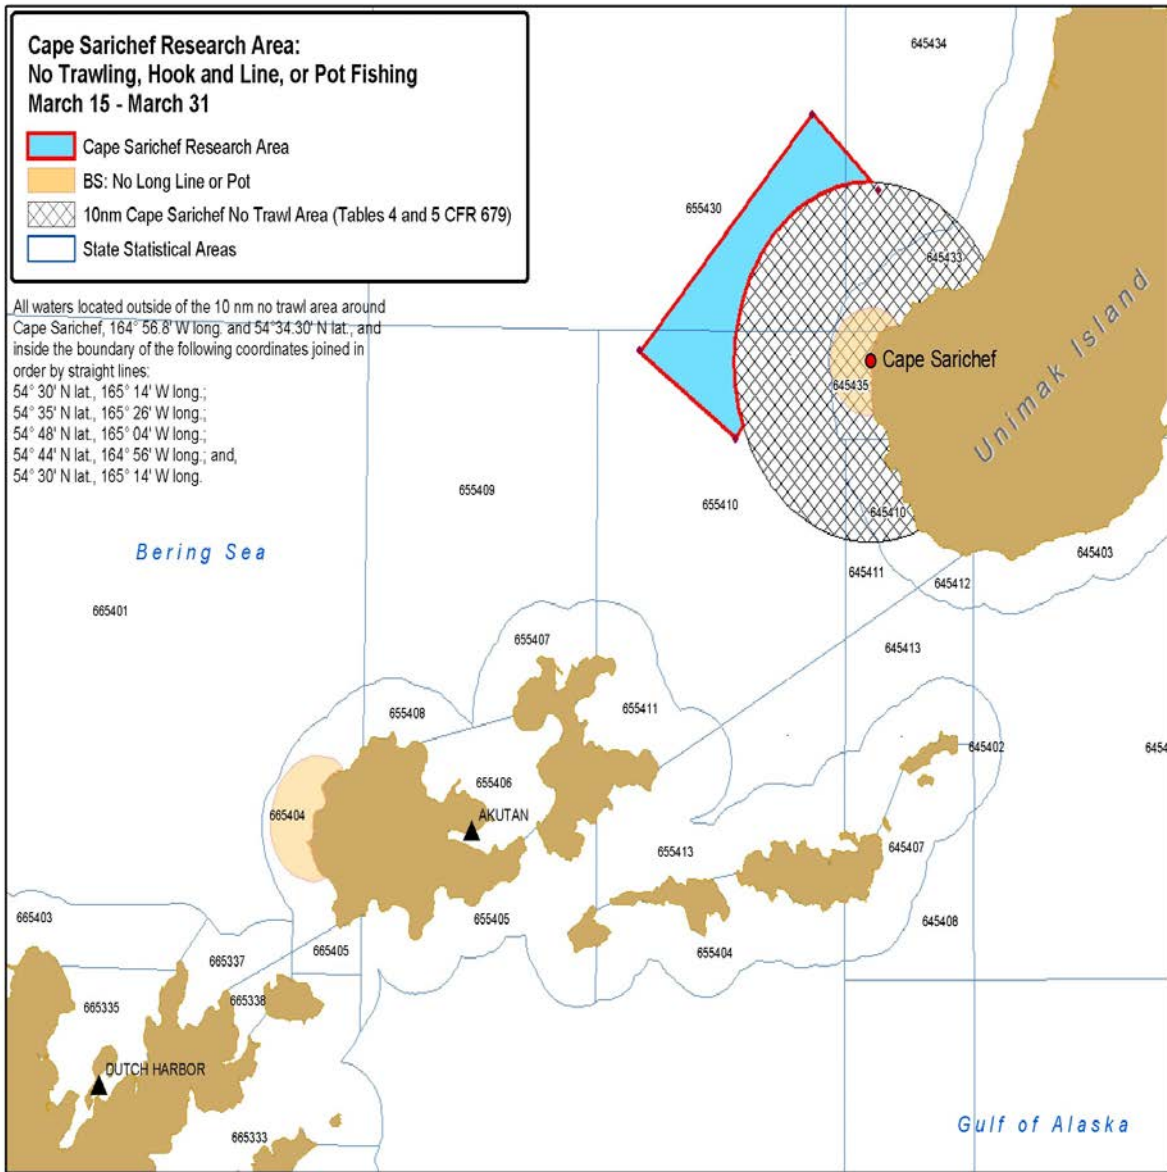 Cape Sarichef Research Area:
No Trawling, Hook and Line, or Pot Fishing
March 15 - March 31
Cape Sarichef Research Area
BS: No Long Line or Pot
10nm Cape Sarichef No Trawl Area (Tables 4 and 5 CFR 679)
State Statistical Areas
All waters located outside of the 10 nm no trawl area around
Cape Sarichef, 164° 56.8' W long. and 54°34.30' N lat., and
inside the boundary of the following coordinates joined in
order by straight lines:
54° 30' N lat., 165° 14' W long.;
54° 35' N lat., 165° 26' W long.;
54° 48' N lat., 165° 04' W long.;
54° 44' N lat., 164° 56' W long.; and,
54° 30' N lat., 165° 14' W long.
645434
655430
645433
Cape Sarichef
645435
Unimak Island
655409
655410
645410
Bering Sea
645403
645411
645412
665401
655407
645413
655408
655411
645402
6454
655406
665404
AKUTAN
655413
645407
665403
655405
645408
665405
655404
665337
665338
665335
DUTCH HARBOR
665333
Gulf of Alaska